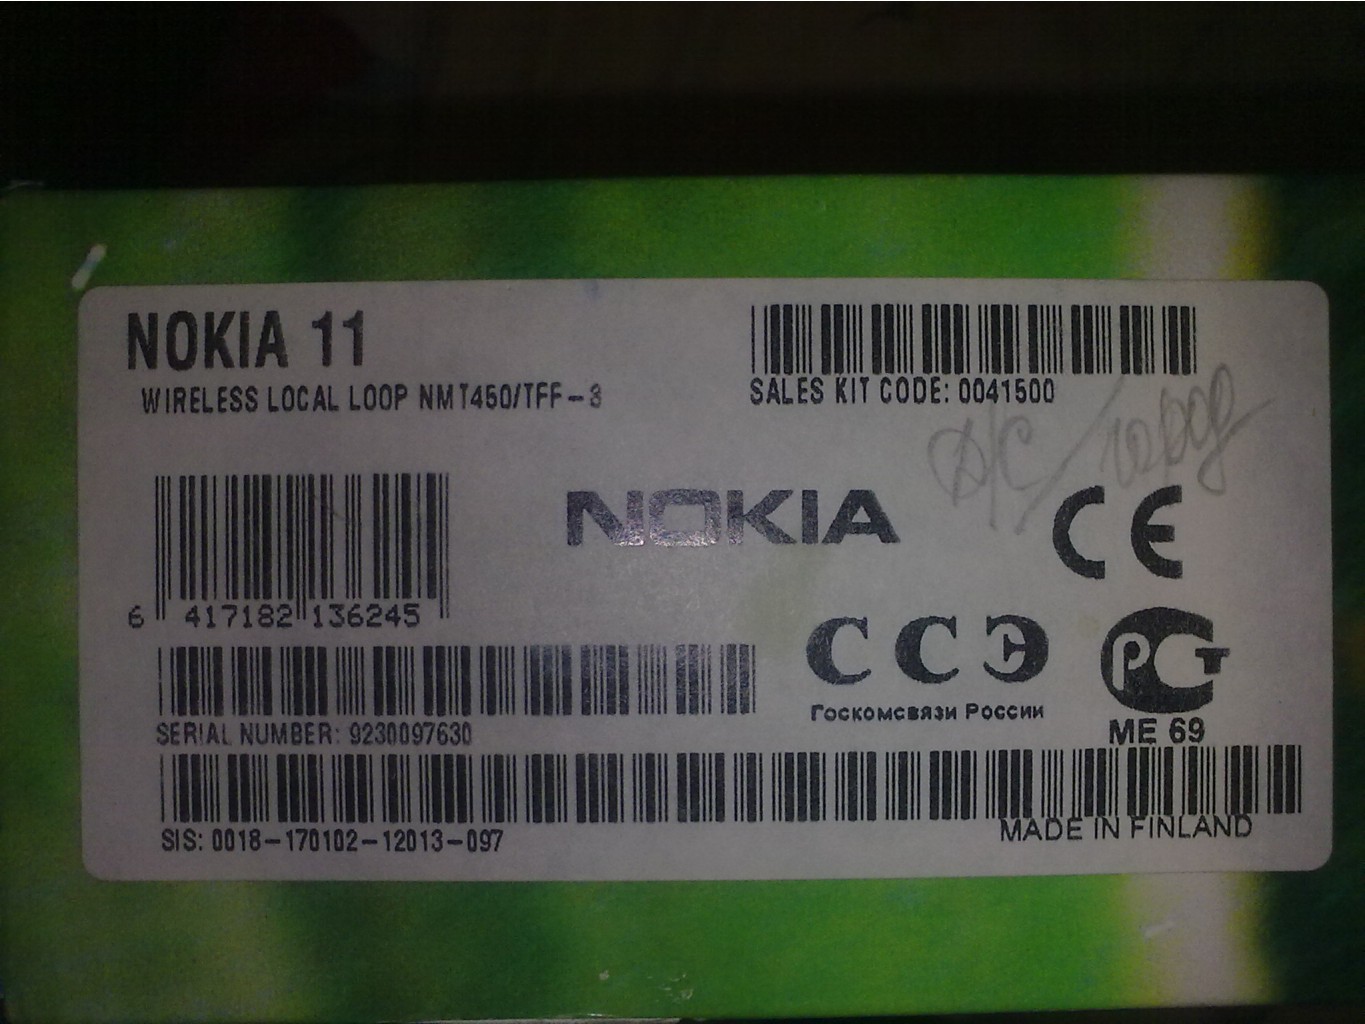 NOKIA 11
WIRELESS LOCAL LOOP NMT450/TFF-3
SALES KIT CODE: 0041500
город
NOKIA
CE
6 417182 136245
ССЭ
Госкомсвязи России
РСТ
ME 69
SERIAL NUMBER: 9230097630
SIS: 0018-170102-12013-097
MADE IN FINLAND